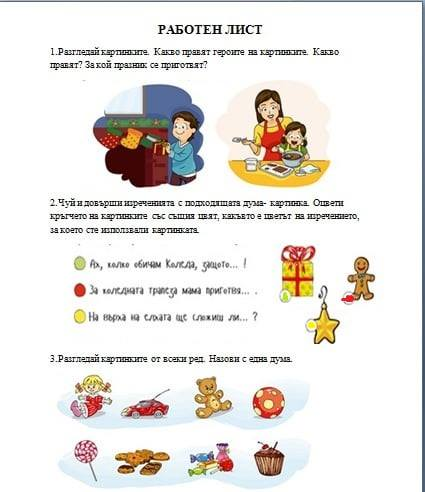 РАБОТЕН ЛИСТ
1.Разгледай картинките. Какво правят героите на картинките. Какво
правят? За кой празник се приготвят?
2.Чуй и довърши изреченията с подходящата дума- картинка. Оцвети
кръгчето на картинките със същия цвят, какъвто е цветът на изречението,
за което сте използвали картинката.
Ах, колко обичам Коледа, защото... !
За коледната трапеза мама приготвя... .
На върха на елхата ще сложиш ли... ?
3.Разгледай картинките от всеки ред. Назови с една дума.